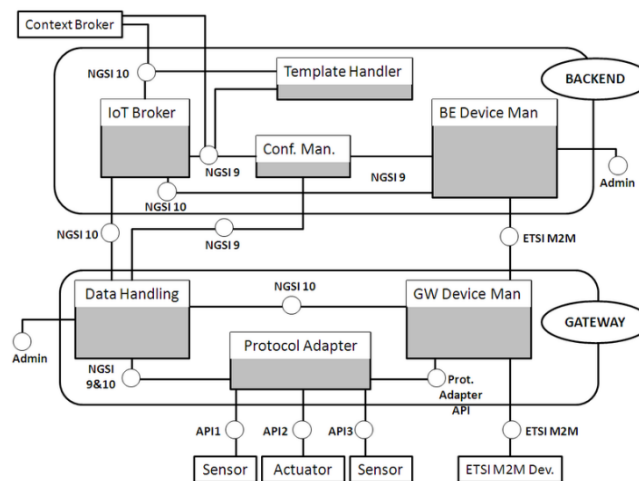 Context Broker
NGSI 10
Template Handler
BACKEND
IoT Broker
BE Device Man
Conf. Man.
NGSI 9
NGSI 9
Admin
NGSI 10
NGSI 10
NGSI 9
ETSI M2M
Data Handling
NGSI 10
GW Device Man
GATEWAY
Protocol Adapter
Admin
NGSI
9&10
Prot.
Adapter
API
API1
API2
API3
ETSI M2M
Sensor
Actuator
Sensor
ETSI M2M Dev.